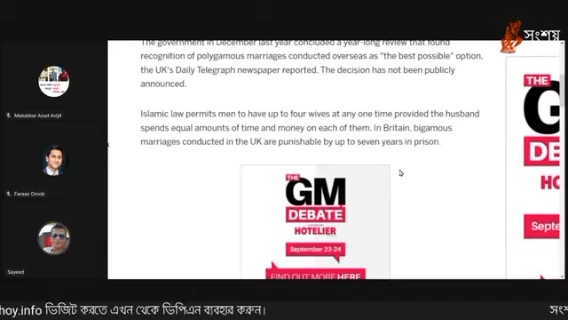 সংশয়
The government in December last year concluded a year-long review that found
recognition of polygamous marriages conducted overseas as "the best possible" option,
the UK's Daily Telegraph newspaper reported. The decision has not been publicly
announced.
Islamic law permits men to have up to four wives at any one time provided the husband
spends equal amounts of time and money on each of them. In Britain, bigamous
marriages conducted in the UK are punishable by up to seven years in prison.
Matubbar Azad Avijit
Faraaz Omob
Sayeed
THE
GM
DEBATE
HOTELIER
September 23-24
FIND OUT MORE HERE
THE
G
DE
HO
Septe
hoy.info ভিজিট করতে এখন থেকে ভিপিএন ব্যবহার করুন।
সংশ